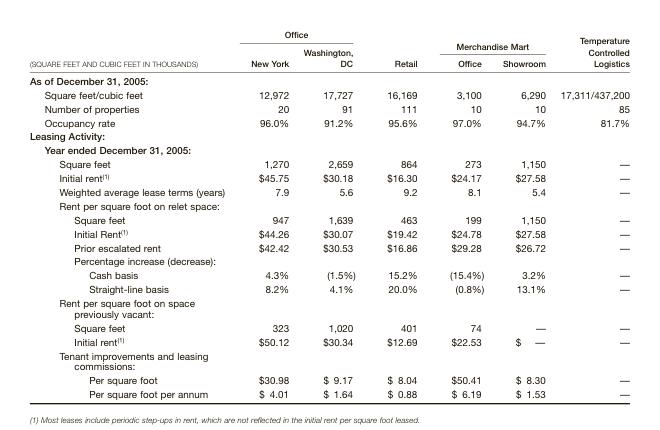 Office
Merchandise Mart
Temperature
Controlled
Logistics
Washington,
(SQUARE FEET AND CUBIC FEET IN THOUSANDS) New York DC Retail Office Showroom
As of December 31, 2005:
Square feet/cubic feet 12,972 17,727 16,169 3,100 6,290 17,311/437,200
Number of properties 20 91 111 10 10 85
Occupancy rate 96.0% 91.2% 95.6% 97.0% 94.7% 81.7%
Leasing Activity:
Year ended December 31, 2005:
Square feet 1,270 2,659 864 273 1,150 —
Initial rent(1) $45.75 $30.18 $16.30 $24.17 $27.58 —
Weighted average lease terms (years) 7.9 5.6 9.2 8.1 5.4 —
Rent per square foot on relet space:
Square feet 947 1,639 463 199 1,150 —
Initial Rent(1) $44.26 $30.07 $19.42 $24.78 $27.58 —
Prior escalated rent $42.42 $30.53 $16.86 $29.28 $26.72 —
Percentage increase (decrease):
Cash basis 4.3% (1.5%) 15.2% (15.4%) 3.2% —
Straight-line basis 8.2% 4.1% 20.0% (0.8%) 13.1% —
Rent per square foot on space
previously vacant:
Square feet 323 1,020 401 74 — —
Initial rent(1) $50.12 $30.34 $12.69 $22.53 $ — —
Tenant improvements and leasing
commissions:
Per square foot $30.98 $ 9.17 $ 8.04 $50.41 $ 8.30 —
Per square foot per annum $ 4.01 $ 1.64 $ 0.88 $ 6.19 $ 1.53 —
(1) Most leases include periodic step-ups in rent, which are not reflected in the initial rent per square foot leased.